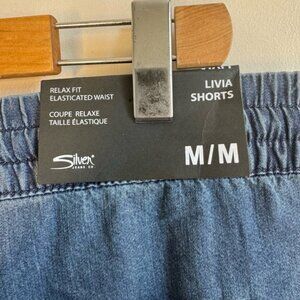 RELAX FIT
ELASTICATED WAIST
COUPE RELAXE
TAILLE ÉLASTIQUE
LIVIA
SHORTS
Silver
JEANS CO.
M/M